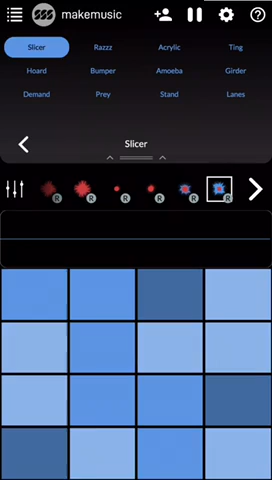 makemusic
Slicer Razzz Acrylic Ting
Hoard Bumper Amoeba Girder
Demand Prey Stand Lanes
Slicer
R R R R R R